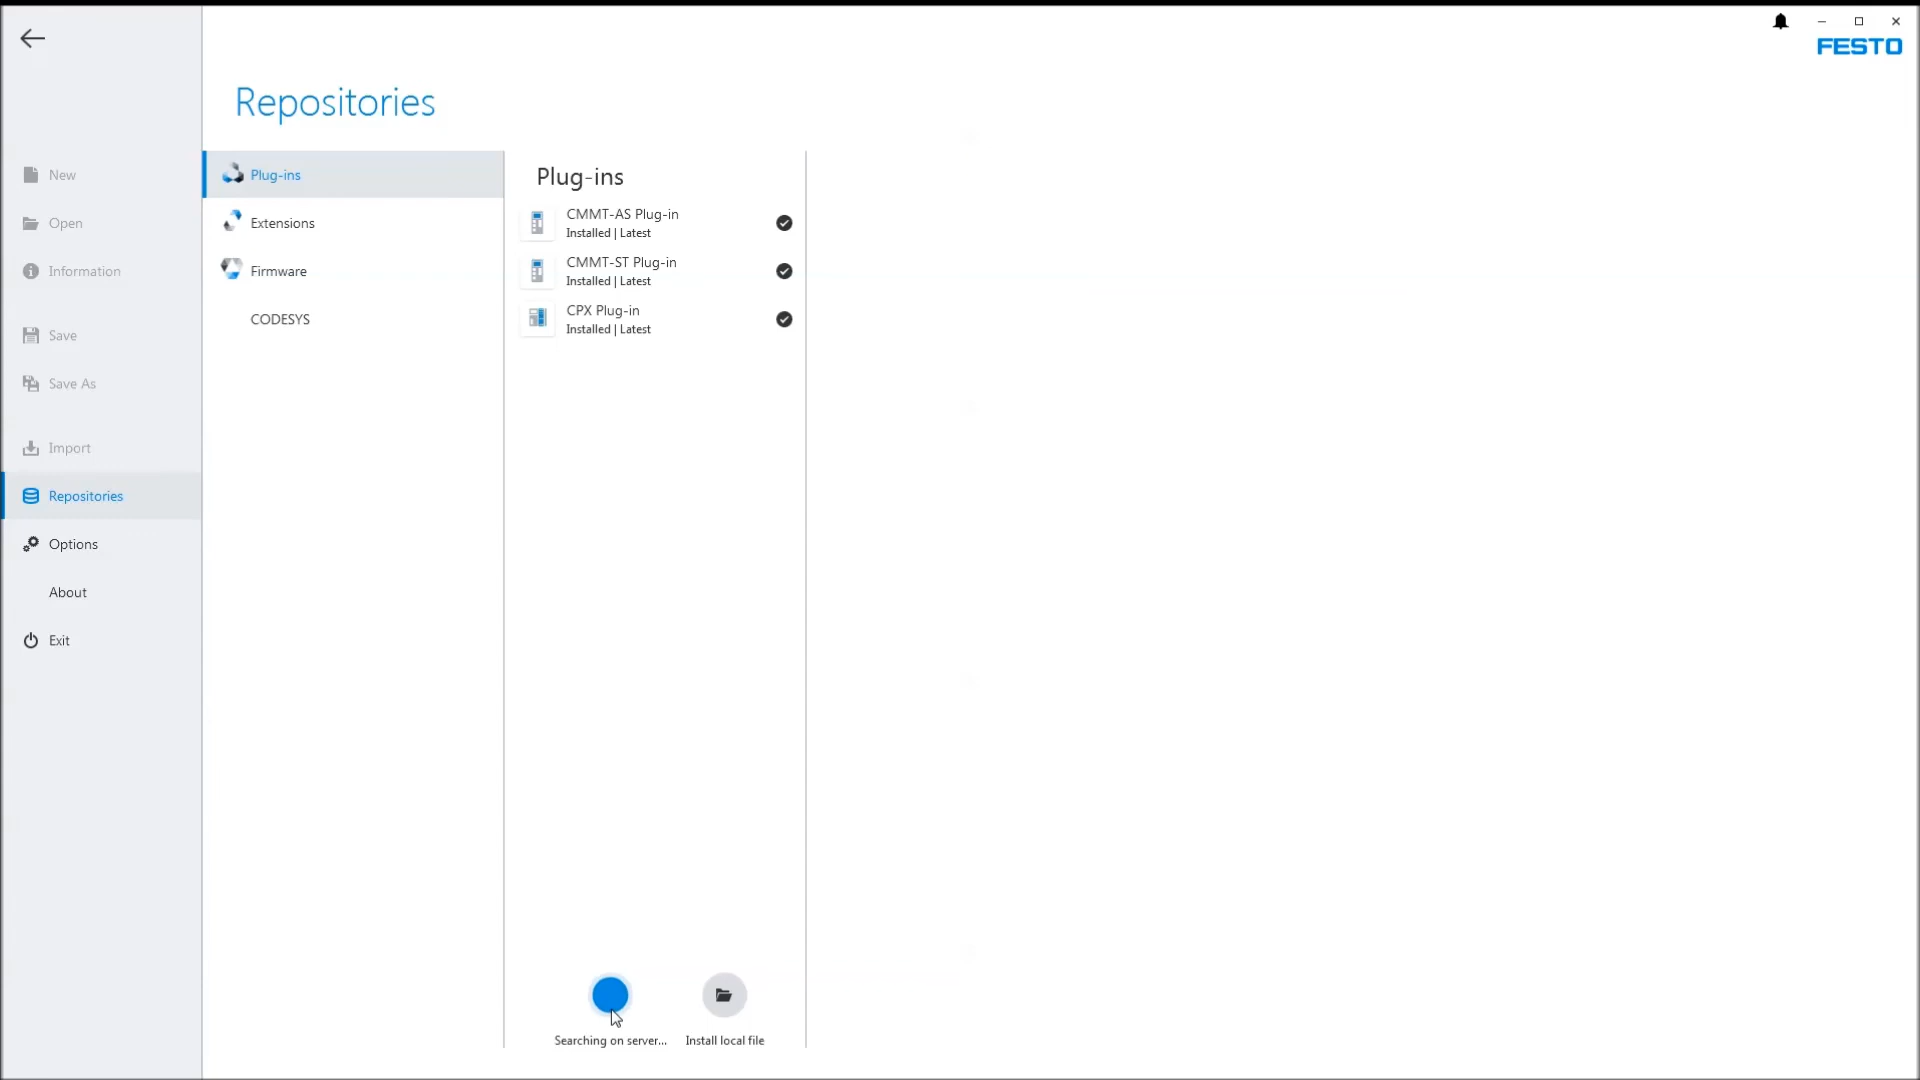 FESTO
Repositories
New
Open
Information
Save
Save As
Import
Repositories
Options
About
Exit
Plug-ins
Extensions
Firmware
CODESYS
Plug-ins
CMMT-AS Plug-in
Installed | Latest
CMMT-ST Plug-in
Installed | Latest
CPX Plug-in
Installed | Latest
Searching on server...
Install local file